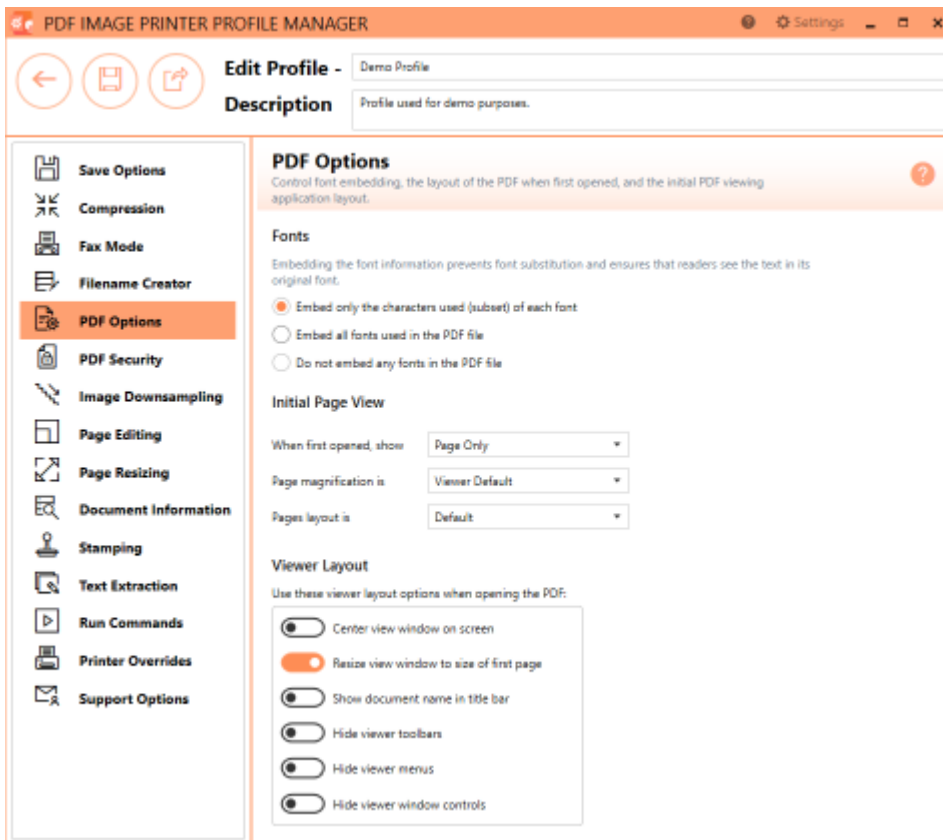 PDF IMAGE PRINTER PROFILE MANAGER
Settings
Edit Profile -
Demo Profile
Description
Profile used for demo purposes.
Save Options
Compression
Fax Mode
Filename Creator
PDF Options
PDF Security
Image Downsampling
Page Editing
Page Resizing
Document Information
Stamping
Text Extraction
Run Commands
Printer Overrides
Support Options
PDF Options
Control font embedding, the layout of the PDF when first opened, and the initial PDF viewing
application layout.
Fonts
Embedding the font information prevents font substitution and ensures that readers see the text in its
original font.
Embed only the characters used (subset) of each font
Embed all fonts used in the PDF file
Do not embed any fonts in the PDF file
Initial Page View
When first opened, show Page Only
Page magnification is Viewer Default
Pages layout is Default
Viewer Layout
Use these viewer layout options when opening the PDF:
Center view window on screen
Resize view window to size of first page
Show document name in title bar
Hide viewer toolbars
Hide viewer menus
Hide viewer window controls